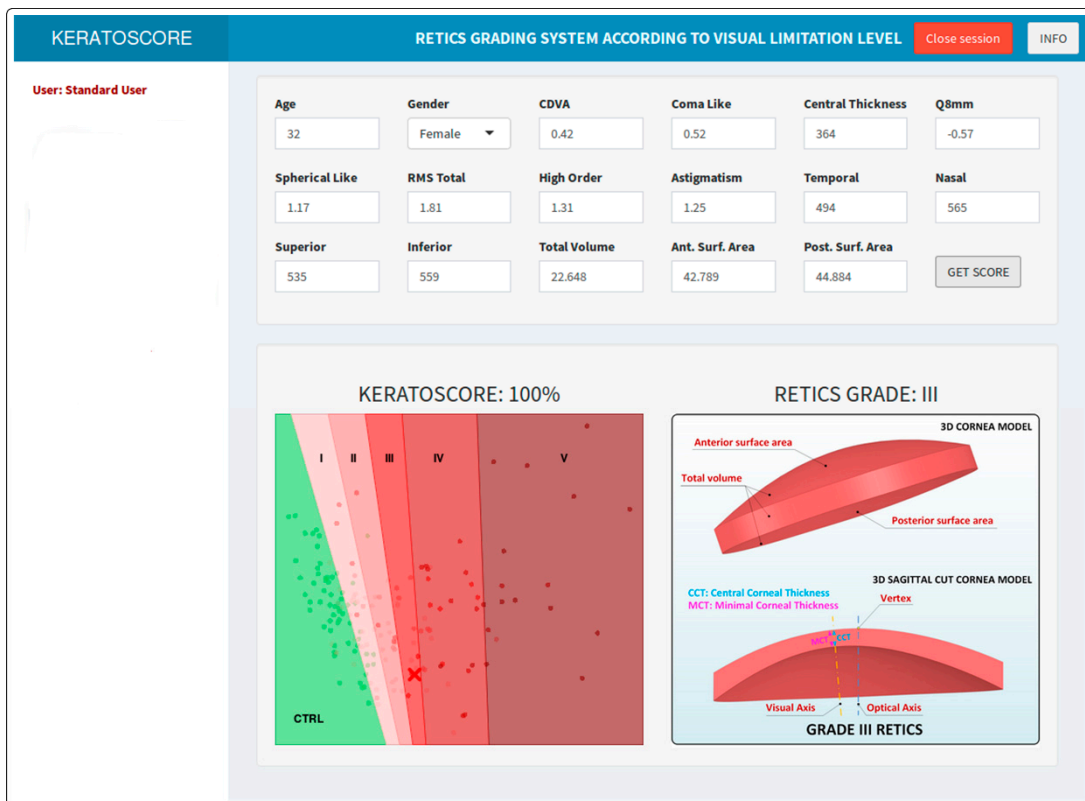 KERATOSCORE
RETICS GRADING SYSTEM ACCORDING TO VISUAL LIMITATION LEVEL
Close session
INFO
User: Standard User
Age Gender CDVA Coma Like Central Thickness Q8mm
32 Female 0.42 0.52 364 -0.57
Spherical Like RMS Total High Order Astigmatism Temporal Nasal
1.17 1.81 1.31 1.25 494 565
Superior Inferior Total Volume Ant. Surf. Area Post. Surf. Area
535 559 22.648 42.789 44.884 GET SCORE
KERATOSCORE: 100%
I II III IV V
CTRL
RETICS GRADE: III
3D CORNEA MODEL
Anterior surface area
Total volume
Posterior surface area
3D SAGITTAL CUT CORNEA MODEL
CCT: Central Corneal Thickness
MCT: Minimal Corneal Thickness
Vertex
MCT CCT
Visual Axis Optical Axis
GRADE III RETICS